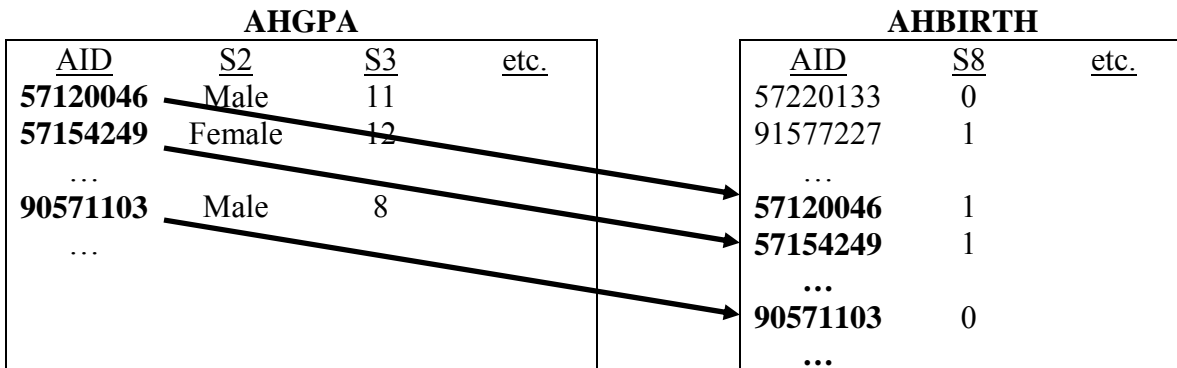 AHGPA
AID S2 S3 etc.
57120046 Male 11
57154249 Female 12
…
90571103 Male 8
…
AHBIRTH
AID S8 etc.
57220133 0
91577227 1
…
57120046 1
57154249 1
…
90571103 0
…